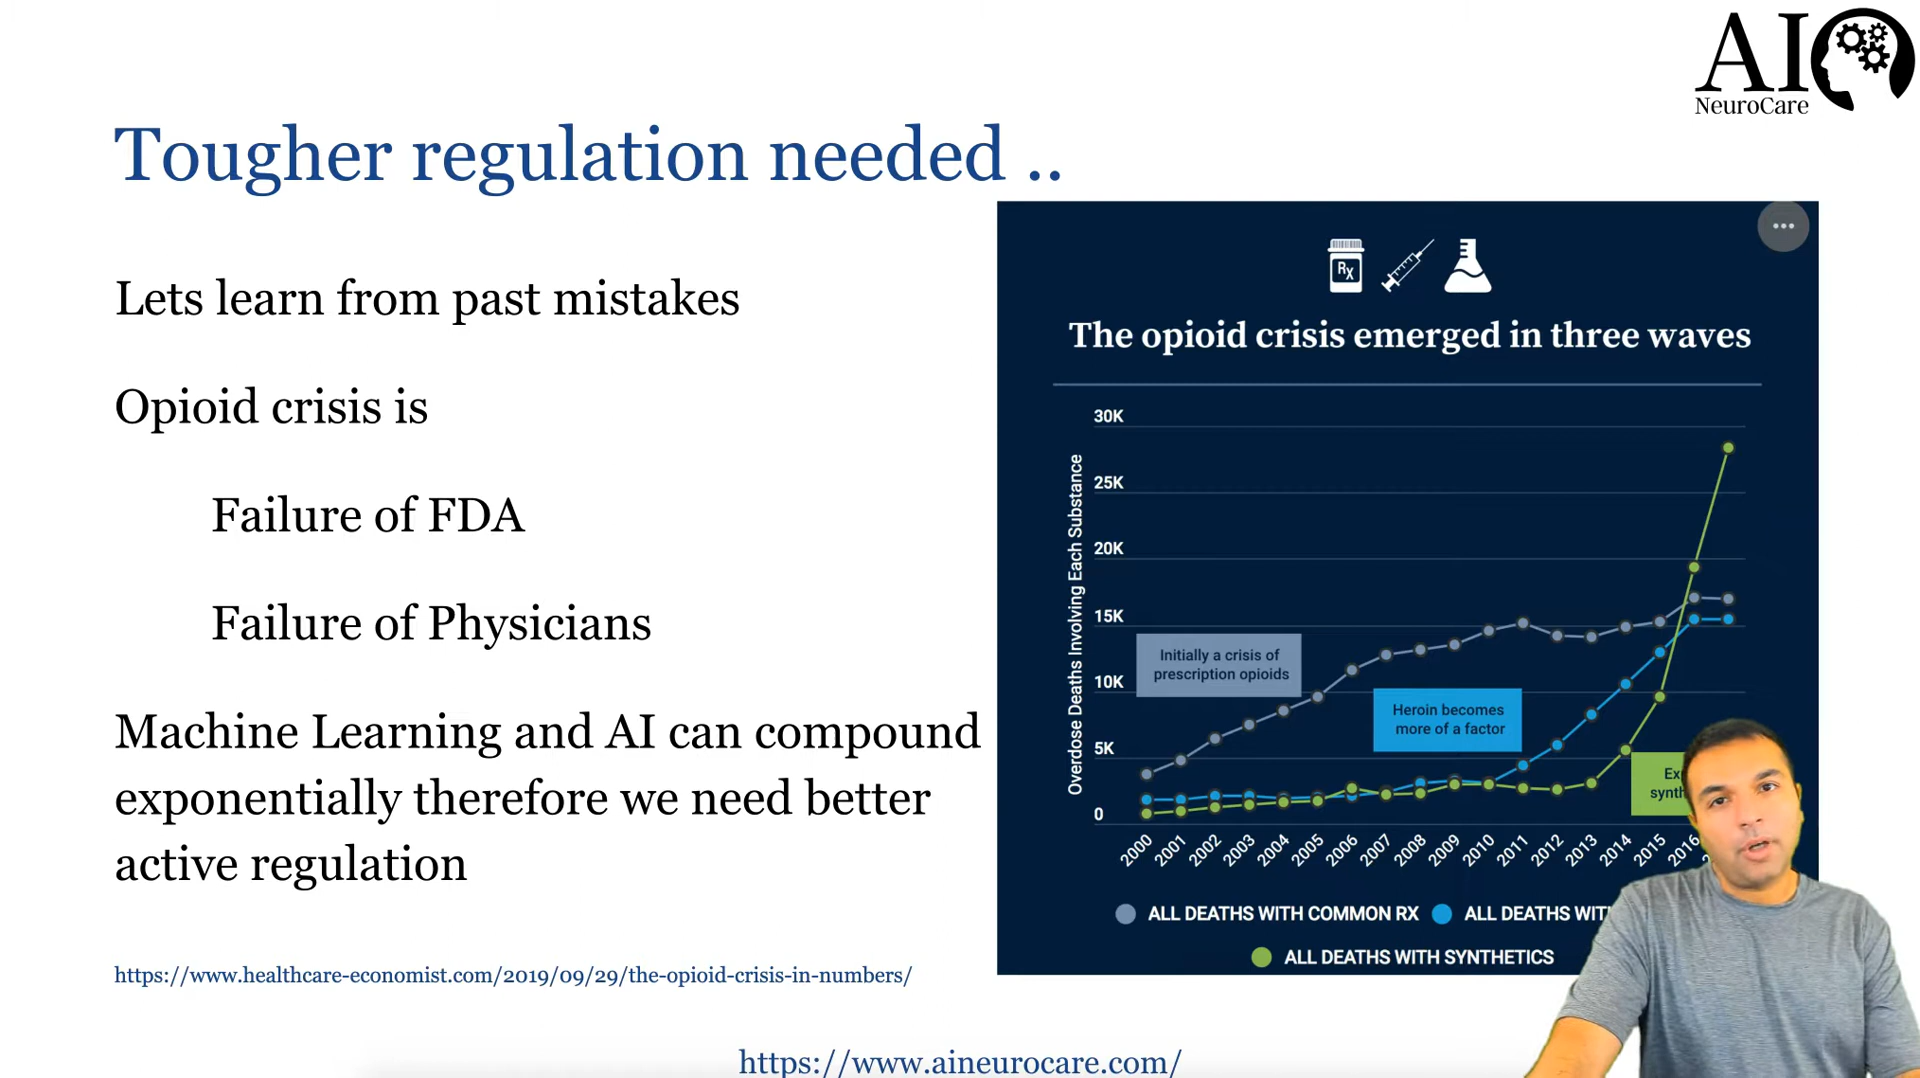 AI
NeuroCare
Tougher regulation needed ..
Lets learn from past mistakes
Opioid crisis is
Failure of FDA
Failure of Physicians
Machine Learning and AI can compound
exponentially therefore we need better
active regulation
https://www.healthcare-economist.com/2019/09/29/the-opioid-crisis-in-numbers/
Rx
The opioid crisis emerged in three waves
Overdose Deaths Involving Each Substance
30K
25K
20K
15K
10K
5K
0
Initially a crisis of
prescription opioids
Heroin becomes
more of a factor
2000 2001 2002 2003 2004 2005 2006 2007 2008 2009 2010 2011 2012 2013 2014 2015 2016
ALL DEATHS WITH COMMON RX
ALL DEATHS
ALL DEATHS WITH SYNTHETICS
https://www.aineurocare.com/